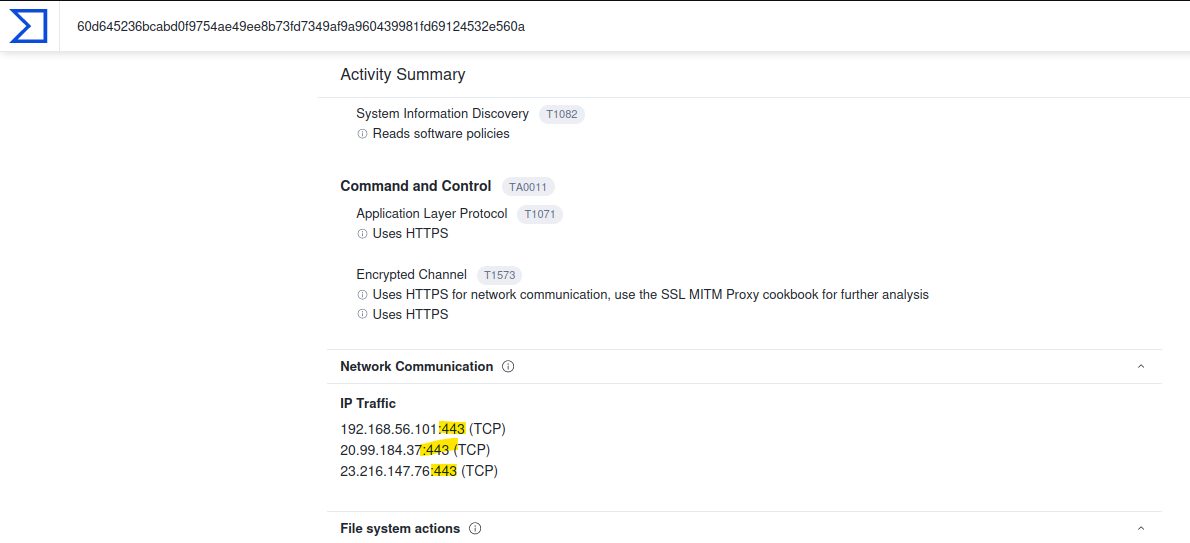 60d645236bcabd0f9754ae49ee8b73fd7349af9a960439981fd69124532e560a
Activity Summary
System Information Discovery T1082
Reads software policies
Command and Control TA0011
Application Layer Protocol T1071
Uses HTTPS
Encrypted Channel T1573
Uses HTTPS for network communication, use the SSL MITM Proxy cookbook for further analysis
Uses HTTPS
Network Communication
IP Traffic
192.168.56.101:443 (TCP)
20.99.184.37:443 (TCP)
23.216.147.76:443 (TCP)
File system actions